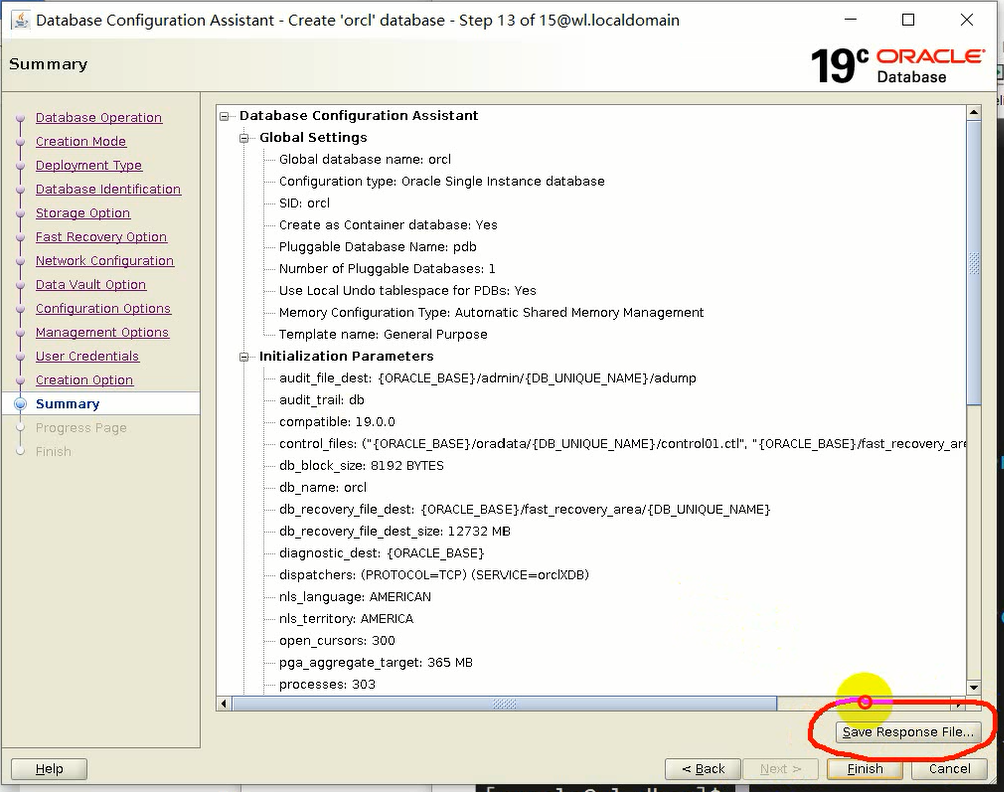 Database Configuration Assistant - Create 'orcl' database - Step 13 of 15@wl.localdomain
Summary
19c ORACLE
Database
Database Operation
Creation Mode
Deployment Type
Database Identification
Storage Option
Fast Recovery Option
Network Configuration
Data Vault Option
Configuration Options
Management Options
User Credentials
Creation Option
Summary
Progress Page
Finish
Database Configuration Assistant
Global Settings
Global database name: orcl
Configuration type: Oracle Single Instance database
SID: orcl
Create as Container database: Yes
Pluggable Database Name: pdb
Number of Pluggable Databases: 1
Use Local Undo tablespace for PDBs: Yes
Memory Configuration Type: Automatic Shared Memory Management
Template name: General Purpose
Initialization Parameters
audit_file_dest: {ORACLE_BASE}/admin/{DB_UNIQUE_NAME}/adump
audit_trail: db
compatible: 19.0.0
control_files: ("{ORACLE_BASE}/oradata/{DB_UNIQUE_NAME}/control01.ctl", "{ORACLE_BASE}/fast_recovery_are
db_block_size: 8192 BYTES
db_name: orcl
db_recovery_file_dest: {ORACLE_BASE}/fast_recovery_area/{DB_UNIQUE_NAME}
db_recovery_file_dest_size: 12732 MB
diagnostic_dest: {ORACLE_BASE}
dispatchers: (PROTOCOL=TCP) (SERVICE=orclXDB)
nls_language: AMERICAN
nls_territory: AMERICA
open_cursors: 300
pga_aggregate_target: 365 MB
processes: 303
Save Response File...
Help
< Back
Next >
Finish
Cancel